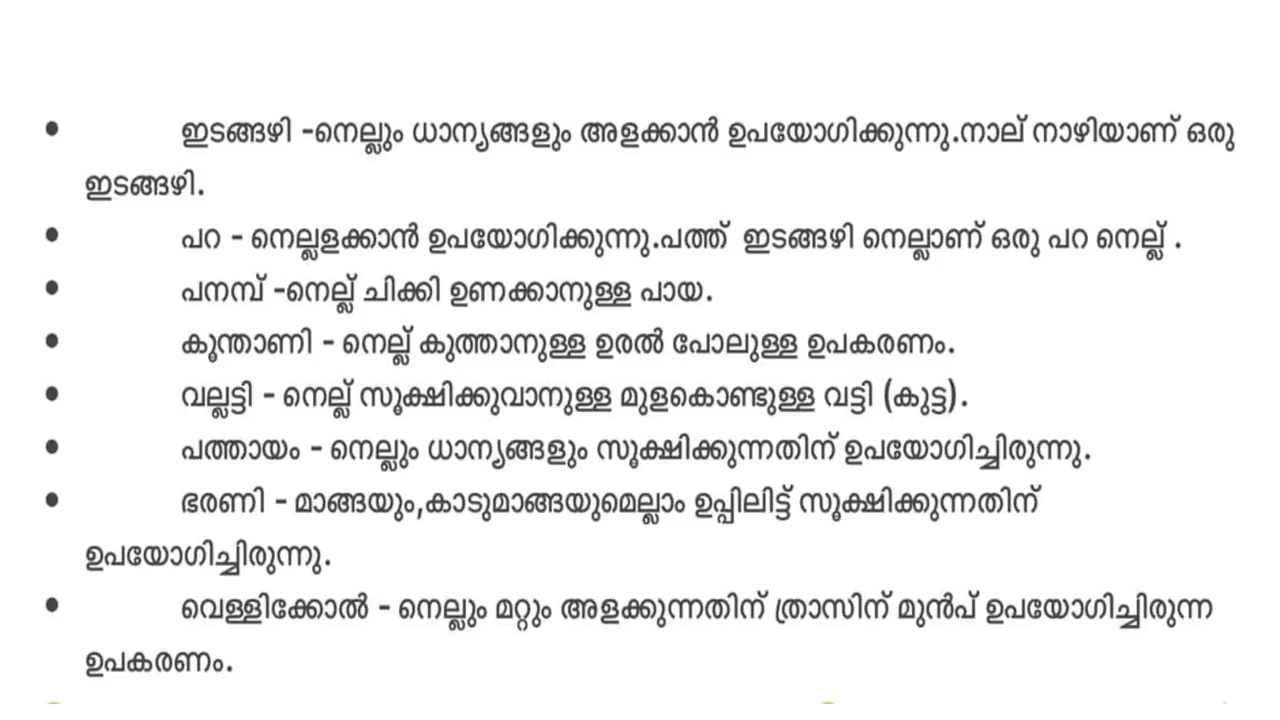 • ഇടങ്ങഴി -നെല്ലും ധാന്യങ്ങളും അളക്കാൻ ഉപയോഗിക്കുന്നു.നാല് നാഴിയാണ് ഒരു
ഇടങ്ങഴി.
• പറ - നെല്ലളക്കാൻ ഉപയോഗിക്കുന്നു.പത്ത് ഇടങ്ങഴി നെല്ലാണ് ഒരു പറ നെല്ല് .
• പനമ്പ് -നെല്ല് ചിക്കി ഉണക്കാനുള്ള പായ.
• കൂന്താണി - നെല്ല് കുത്താനുള്ള ഉരൽ പോലുള്ള ഉപകരണം.
• വല്ലട്ടി - നെല്ല് സൂക്ഷിക്കുവാനുള്ള മുളകൊണ്ടുള്ള വട്ടി (കുട്ട).
• പത്തായം - നെല്ലും ധാന്യങ്ങളും സൂക്ഷിക്കുന്നതിന് ഉപയോഗിച്ചിരുന്നു.
• ഭരണി - മാങ്ങയും,കാടുമാങ്ങയുമെല്ലാം ഉപ്പിലിട്ട് സൂക്ഷിക്കുന്നതിന്
ഉപയോഗിച്ചിരുന്നു.
• വെള്ളിക്കോൽ - നെല്ലും മറ്റും അളക്കുന്നതിന് ത്രാസിന് മുൻപ് ഉപയോഗിച്ചിരുന്ന
ഉപകരണം.